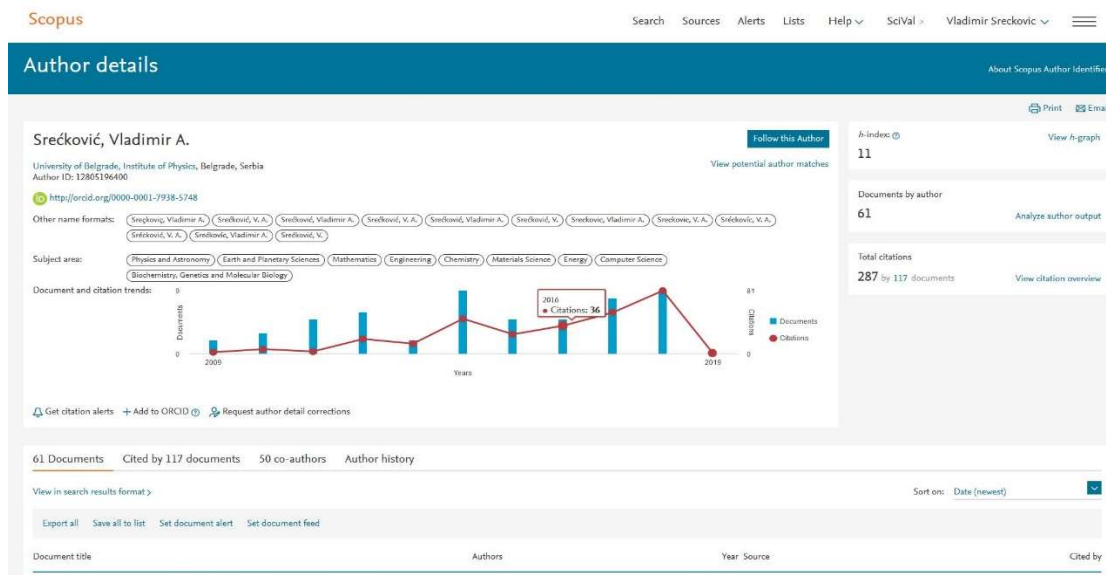 Scopus
Search Sources Alerts Lists Help SciVal > Vladimir Sreckovic
Author details
About Scopus Author Identifier
Print Emai
Srećković, Vladimir A.
Follow this Author
University of Belgrade, Institute of Physics, Belgrade, Serbia
View potential author matches
Author ID: 12805196400
iD http://orcid.org/0000-0001-7938-5748
Other name formats: Vladimir A. Srećković, V. A. Srećković, Vladimir A. Srećković, V. A. Srećković, Vladimir A. Srećković, V. Sreckovic, Vladimir A. Sreckovic, V. A. V. A.
V. A. Vladimir A. Srećković, V.
Subject area: Physics and Astronomy Earth and Planetary Sciences Mathematics Engineering Chemistry Materials Science Energy Computer Science
Biochemistry, Genetics and Molecular Biology
Document and citation trends:
9
Documents
0
2009
2019
Years
2016
Citations: 36
81
Citations
0
Documents
Citations
Get citation alerts + Add to ORCID Request author detail corrections
h-index:
View h-graph
11
Documents by author
61
Analyze author output
Total citations
287 by 117 documents
View citation overview
61 Documents Cited by 117 documents 50 co-authors Author history
View in search results format >
Sort on: Date (newest)
Export all Save all to list Set document alert Set document feed
Document title Authors Year Source Cited by